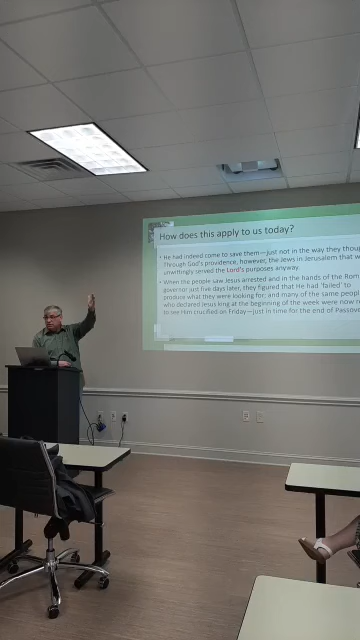 How does this apply to us today?
• He had indeed come to save them—just not in the way they
Through God's providence, however, the Jews in Jerusalem that
unwittingly served the Lord's purposes anyway.
• When the people saw Jesus arrested and in the hands of the
governor just five days later, they figured that He had 'failed' to
produce what they were looking for; and many of the same
who declared Jesus king at the beginning of the week were now
to see Him crucified on Friday—just in time for the end of